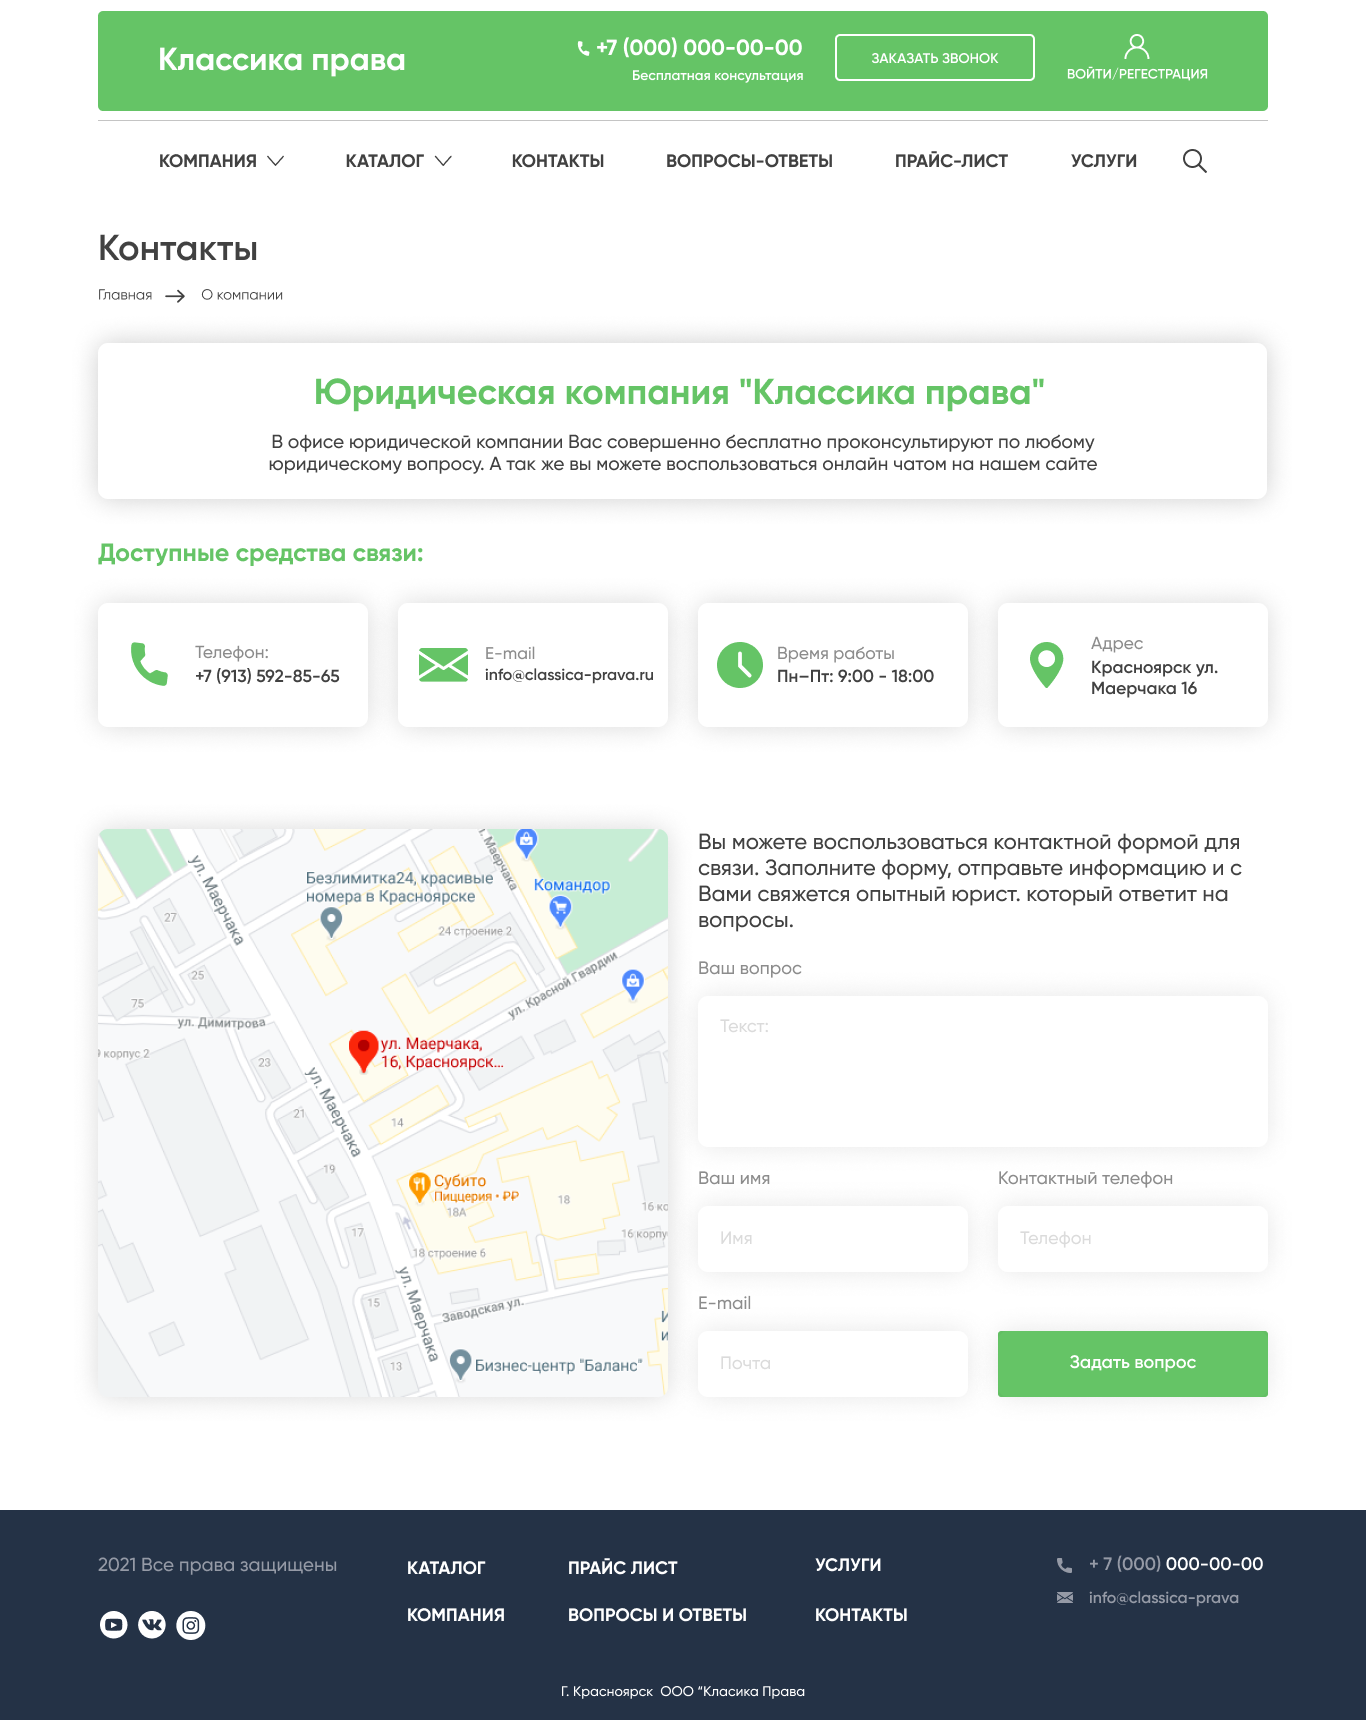 Классика права
+7 (000) 000-00-00
Бесплатная консультация
ЗАКАЗАТЬ ЗВОНОК
ВОЙТИ/РЕГЕСТРАЦИЯ
КОМПАНИЯ
КАТАЛОГ
КОНТАКТЫ
ВОПРОСЫ-ОТВЕТЫ
ПРАЙС-ЛИСТ
УСЛУГИ
Контакты
Главная
О компании
Юридическая компания "Классика права"
В офисе юридической компании Вас совершенно бесплатно проконсультируют по любому
юридическому вопросу. А так же вы можете воспользоваться онлайн чатом на нашем сайте
Доступные средства связи:
Телефон:
+7 (913) 592-85-65
E-mail
info@classica-prava.ru
Время работы
Пн–Пт: 9:00 - 18:00
Адрес
Красноярск ул.
Маерчака 16
ул. Маерчака
ул. Маерчака
Безлимитка24, красивые
номера в Красноярске
Командор
27
24 строение 2
25
ул. Красной Гвардии
75
ул. Димитрова
9 корпус 2
23
ул. Маерчака,
16, Красноярск...
ул. Маерчака
21
14
19
Субито
Пиццерия • ₽₽
18А
18
16 ко
17
18 строение 6
16 корпу
ул. Маерчака
15
Заводская ул.
И
и
13
Бизнес-центр "Баланс"
Вы можете воспользоваться контактной формой для
связи. Заполните форму, отправьте информацию и с
Вами свяжется опытный юрист. который ответит на
вопросы.
Ваш вопрос
Текст:
Ваш имя
Контактный телефон
Имя
Телефон
E-mail
Почта
Задать вопрос
2021 Все права защищены
КАТАЛОГ
ПРАЙС ЛИСТ
УСЛУГИ
+ 7 (000) 000-00-00
КОМПАНИЯ
ВОПРОСЫ И ОТВЕТЫ
КОНТАКТЫ
info@classica-prava
Г. Красноярск ООО “Класика Права